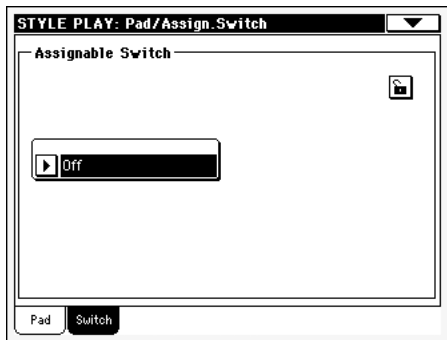 STYLE PLAY: Pad/Assign.Switch
Assignable Switch
Off
Pad Switch